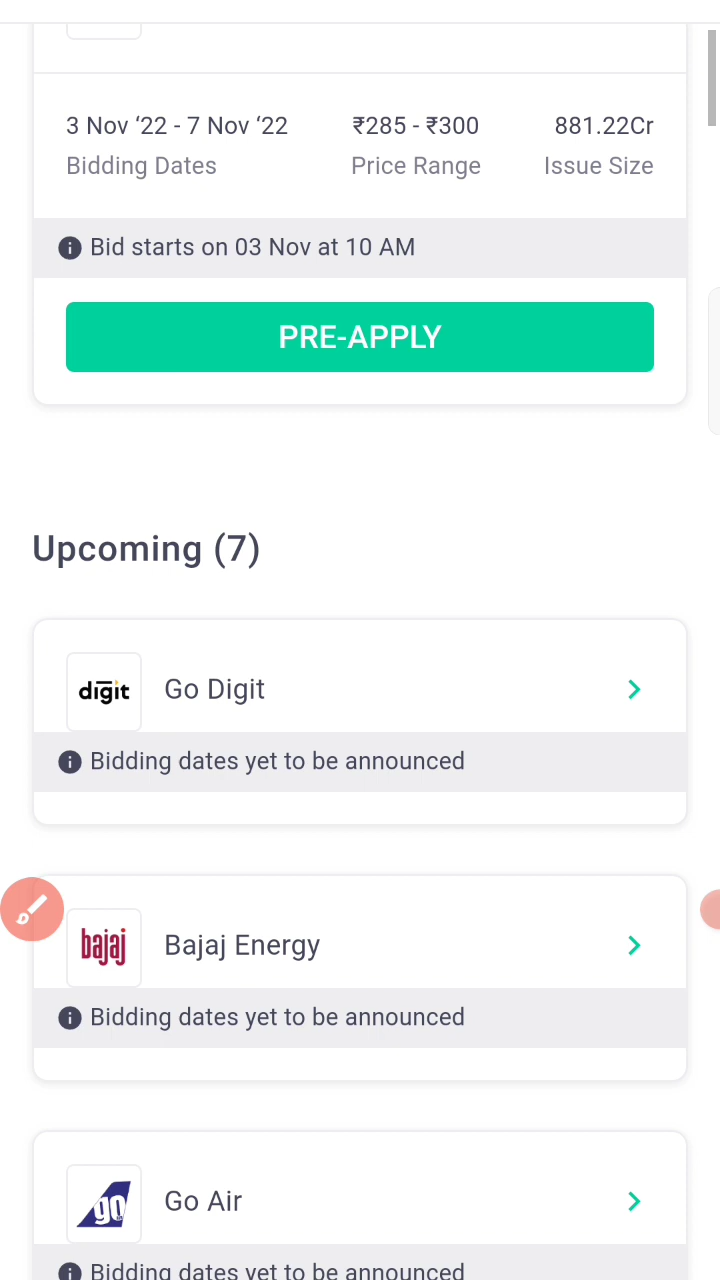 3 Nov ‘22 - 7 Nov ‘22 ₹285 - ₹300 881.22Cr
Bidding Dates Price Range Issue Size
Bid starts on 03 Nov at 10 AM
PRE-APPLY
Upcoming (7)
digit Go Digit
Bidding dates yet to be announced
bajaj Bajaj Energy
Bidding dates yet to be announced
go Go Air
Bidding dates yet to be announced